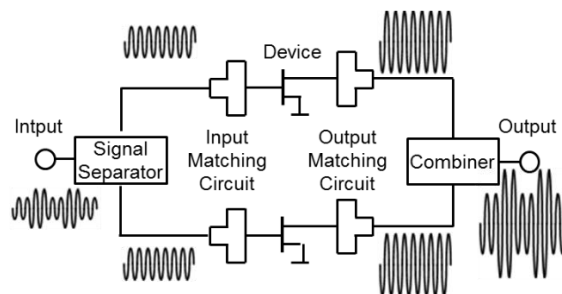 Device
Intput
Signal
Separator
Input
Matching
Circuit
Output
Matching
Circuit
Combiner
Output